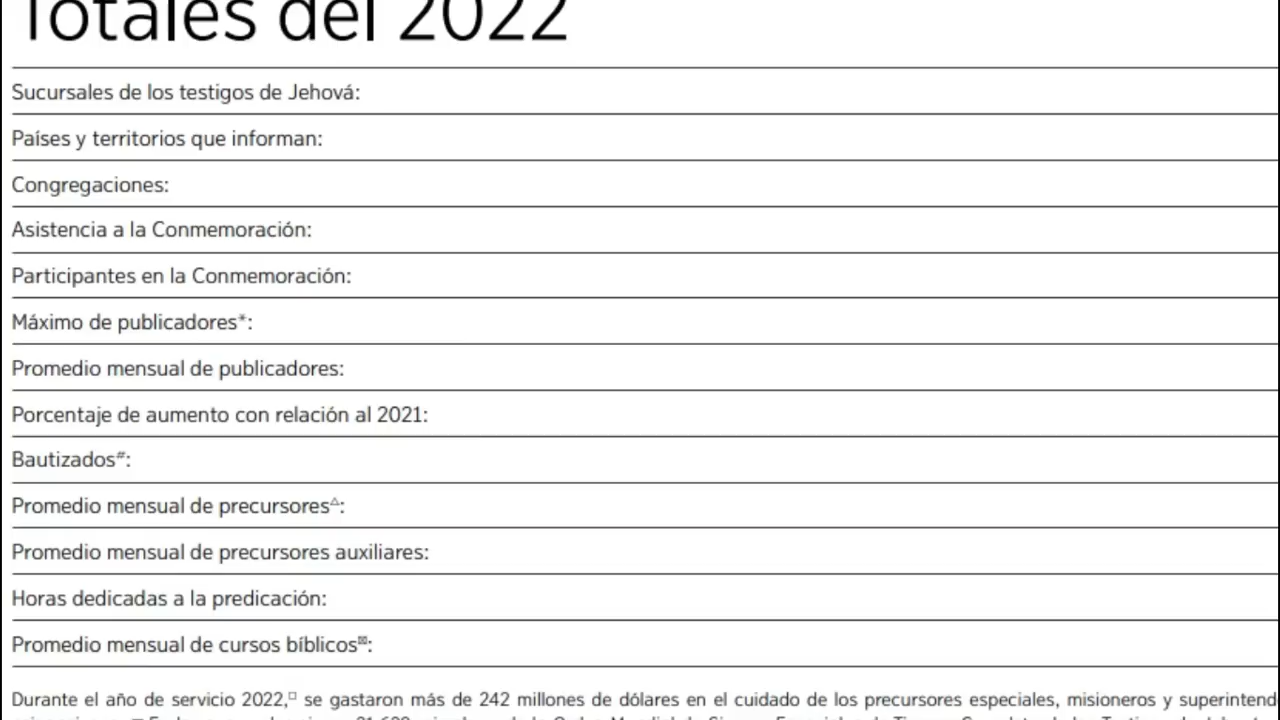 Totales del 2022
Sucursales de los testigos de Jehová:
Países y territorios que informan:
Congregaciones:
Asistencia a la Conmemoración:
Participantes en la Conmemoración:
Máximo de publicadores*:
Promedio mensual de publicadores:
Porcentaje de aumento con relación al 2021:
Bautizados#:
Promedio mensual de precursores△:
Promedio mensual de precursores auxiliares:
Horas dedicadas a la predicación:
Promedio mensual de cursos bíblicos⊠:
Durante el año de servicio 2022,□ se gastaron más de 242 millones de dólares en el cuidado de los precursores especiales, misioneros y superintend